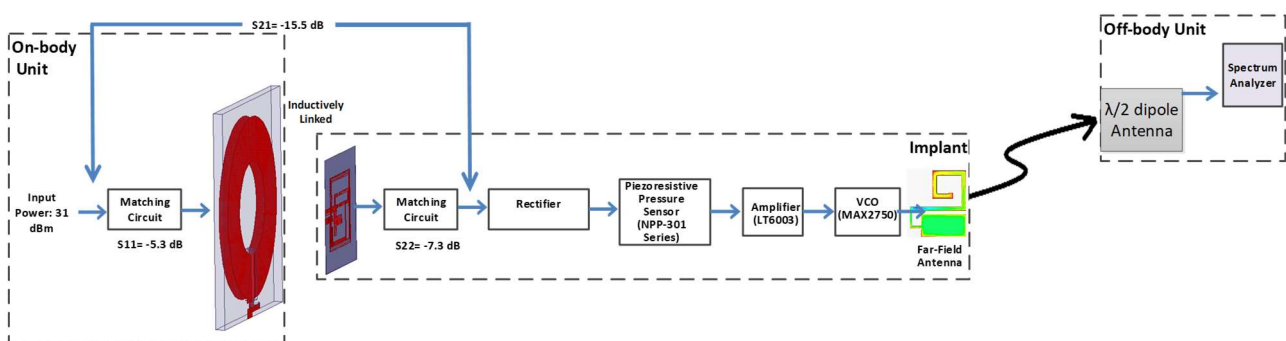 S21= -15.5 dB
On-body
Unit
Input
Power: 31
dBm
Matching
Circuit
S11= -5.3 dB
Inductively
Linked
Implant
Matching
Circuit
S22= -7.3 dB
Rectifier
Piezoresistive
Pressure
Sensor
(NPP-301
Series)
Amplifier
(LT6003)
VCO
(MAX2750)
Far-Field
Antenna
Off-body Unit
λ/2 dipole
Antenna
Spectrum
Analyzer